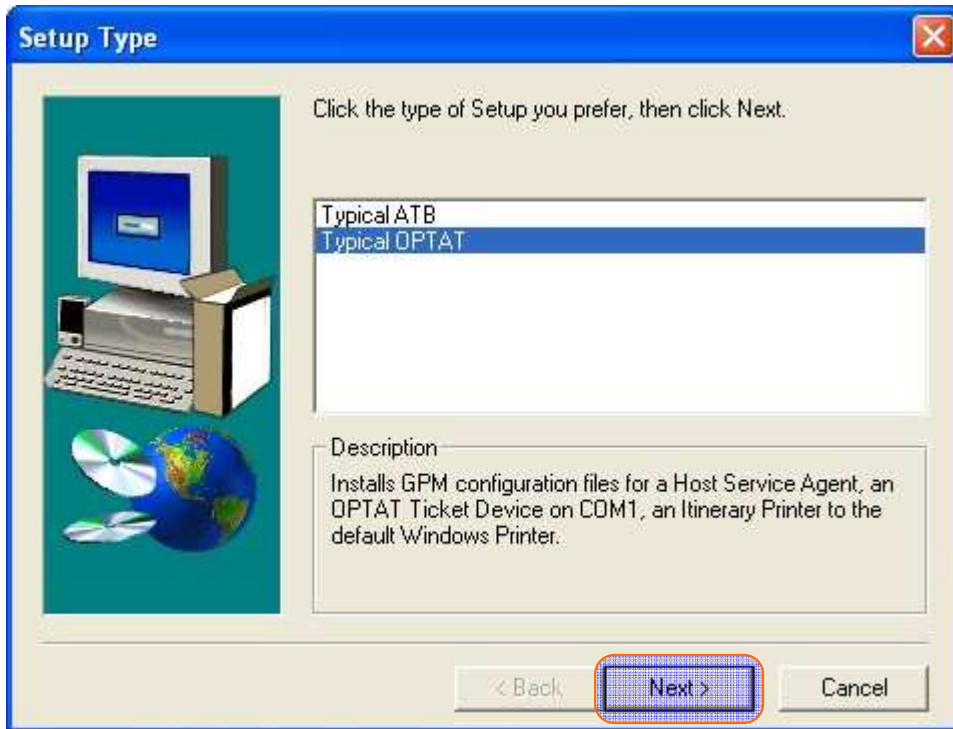 Setup Type
Click the type of Setup you prefer, then click Next.
Typical ATB
Typical OPTAT
Description
Installs GPM configuration files for a Host Service Agent, an
OPTAT Ticket Device on COM1, an Itinerary Printer to the
default Windows Printer.
< Back
Next >
Cancel